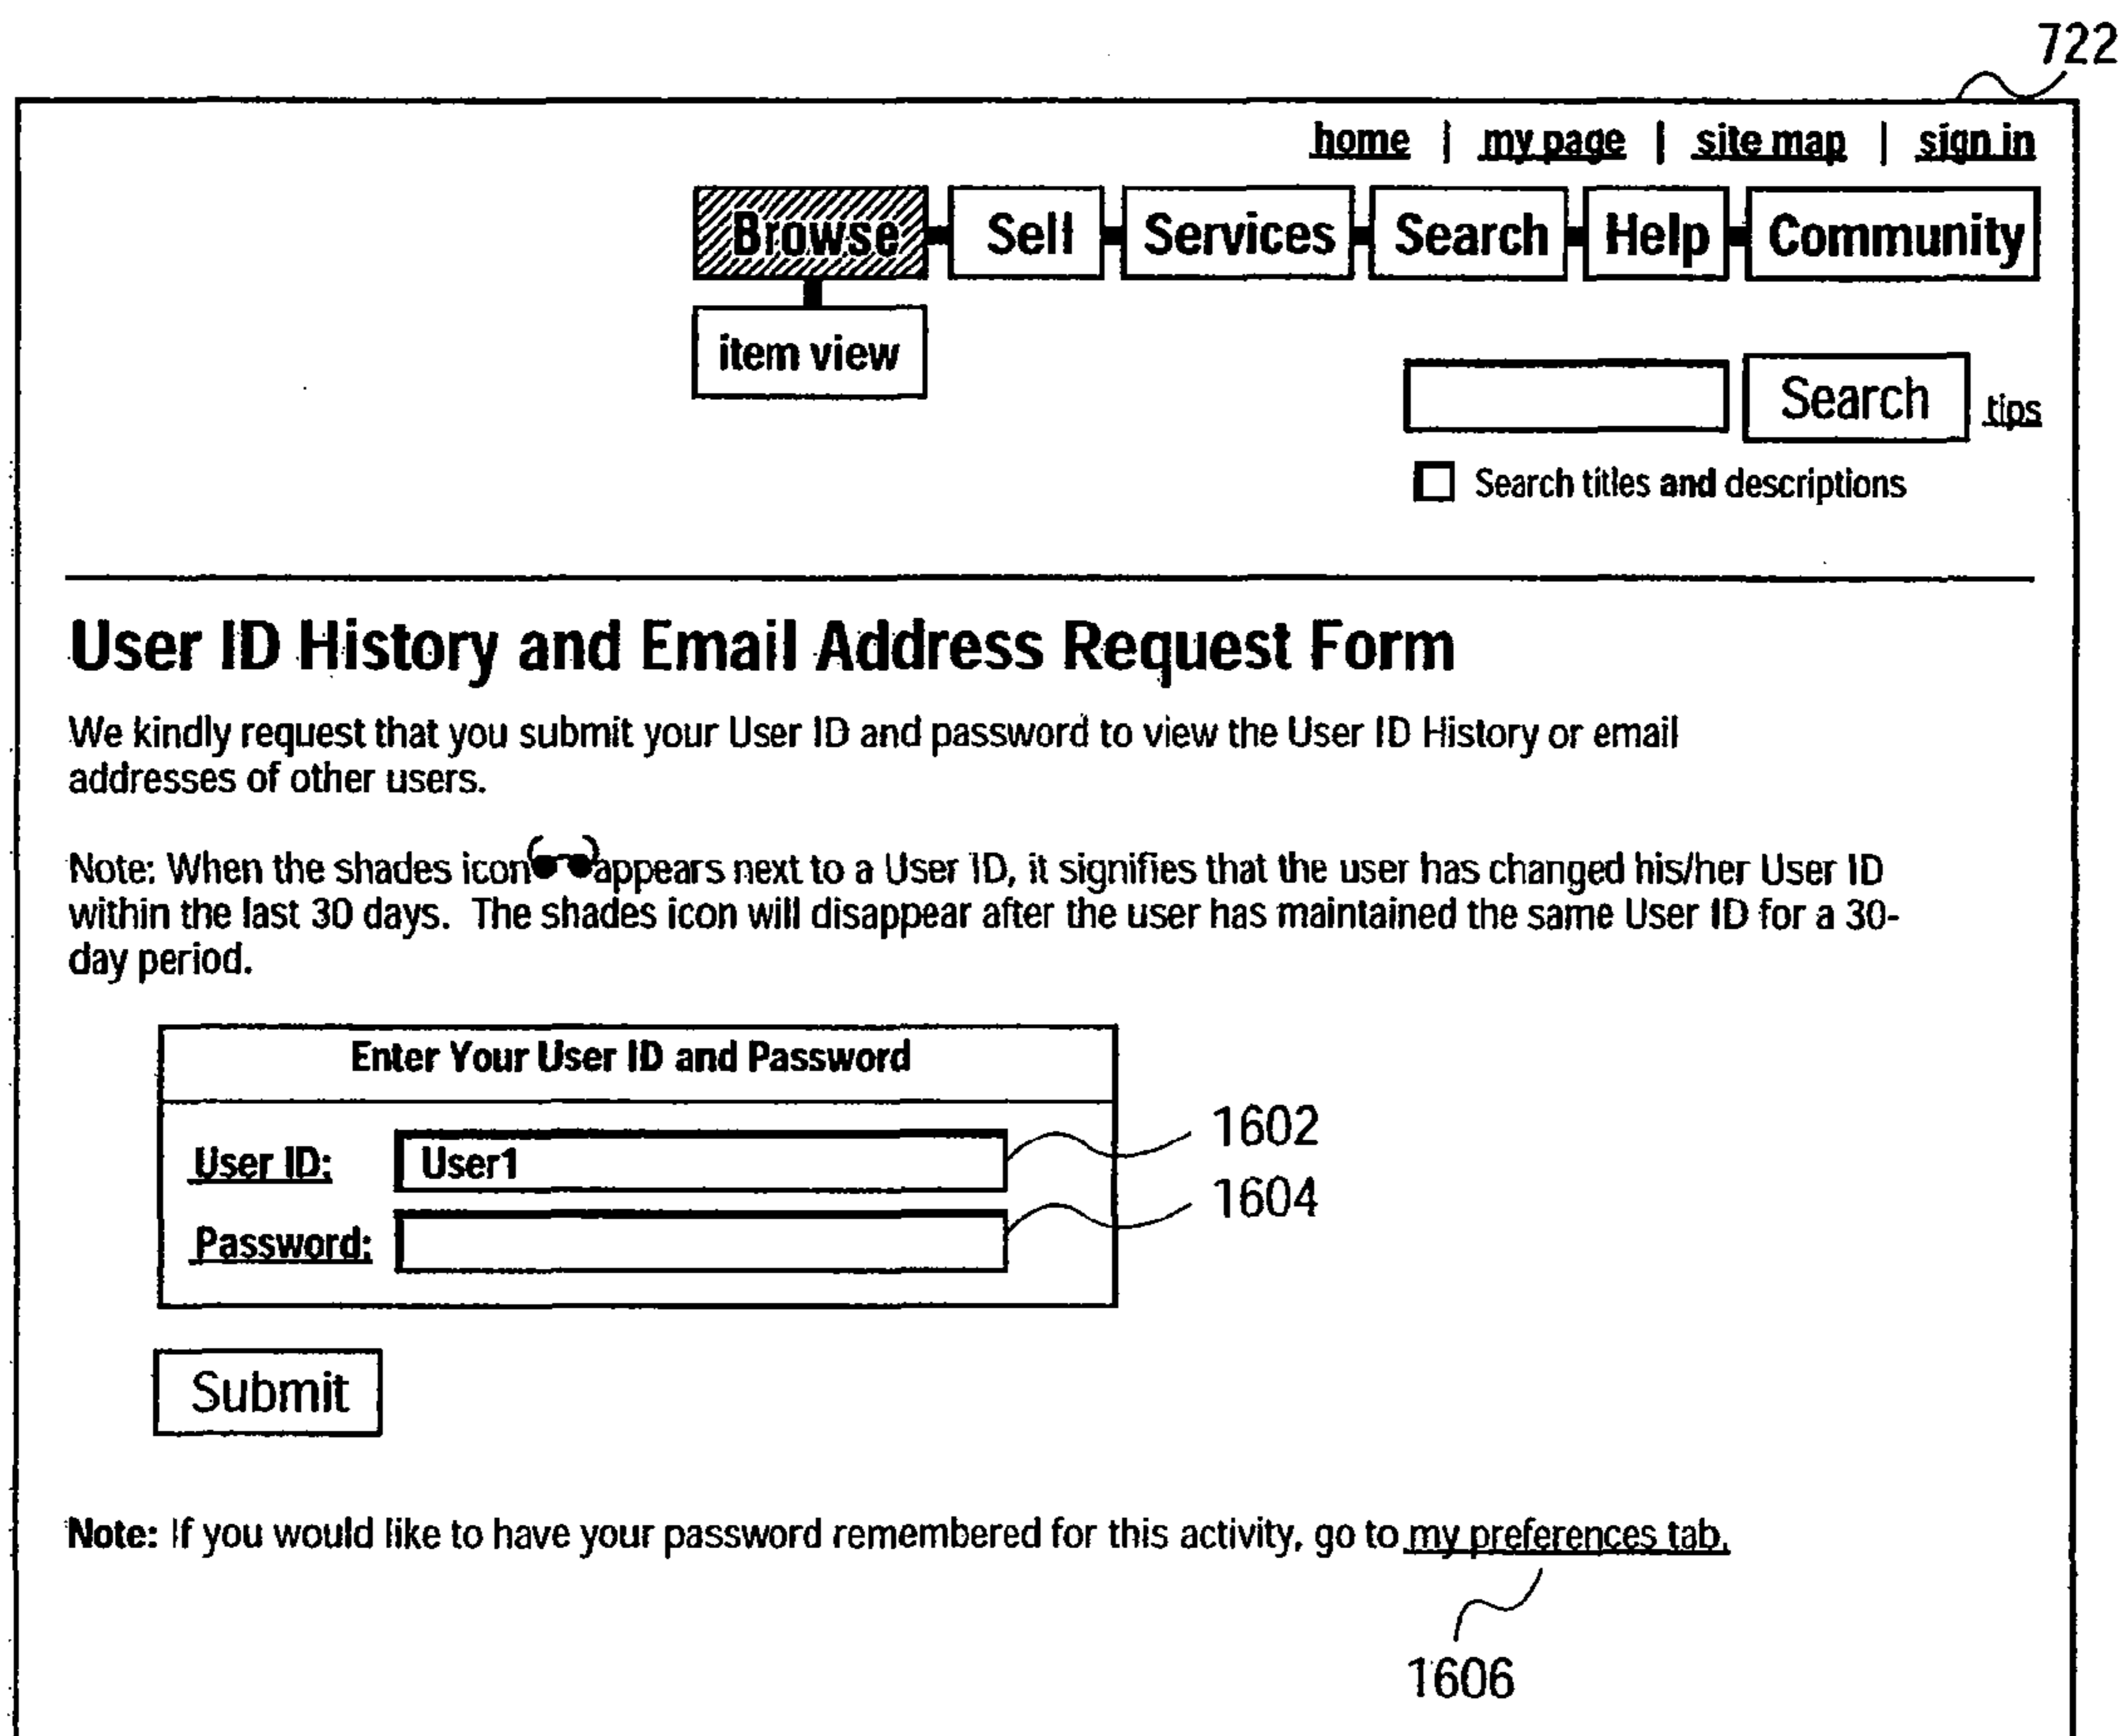 722
home | my page | site map | sign in
Browse Sell Services Search Help Community
item view
Search tips
Search titles and descriptions
User ID History and Email Address Request Form
We kindly request that you submit your User ID and password to view the User ID History or email
addresses of other users.
Note: When the shades icon appears next to a User ID, it signifies that the user has changed his/her User ID
within the last 30 days. The shades icon will disappear after the user has maintained the same User ID for a 30-
day period.
Enter Your User ID and Password
User ID: User1 1602
Password: 1604
Submit
Note: If you would like to have your password remembered for this activity, go to my preferences tab.
1606